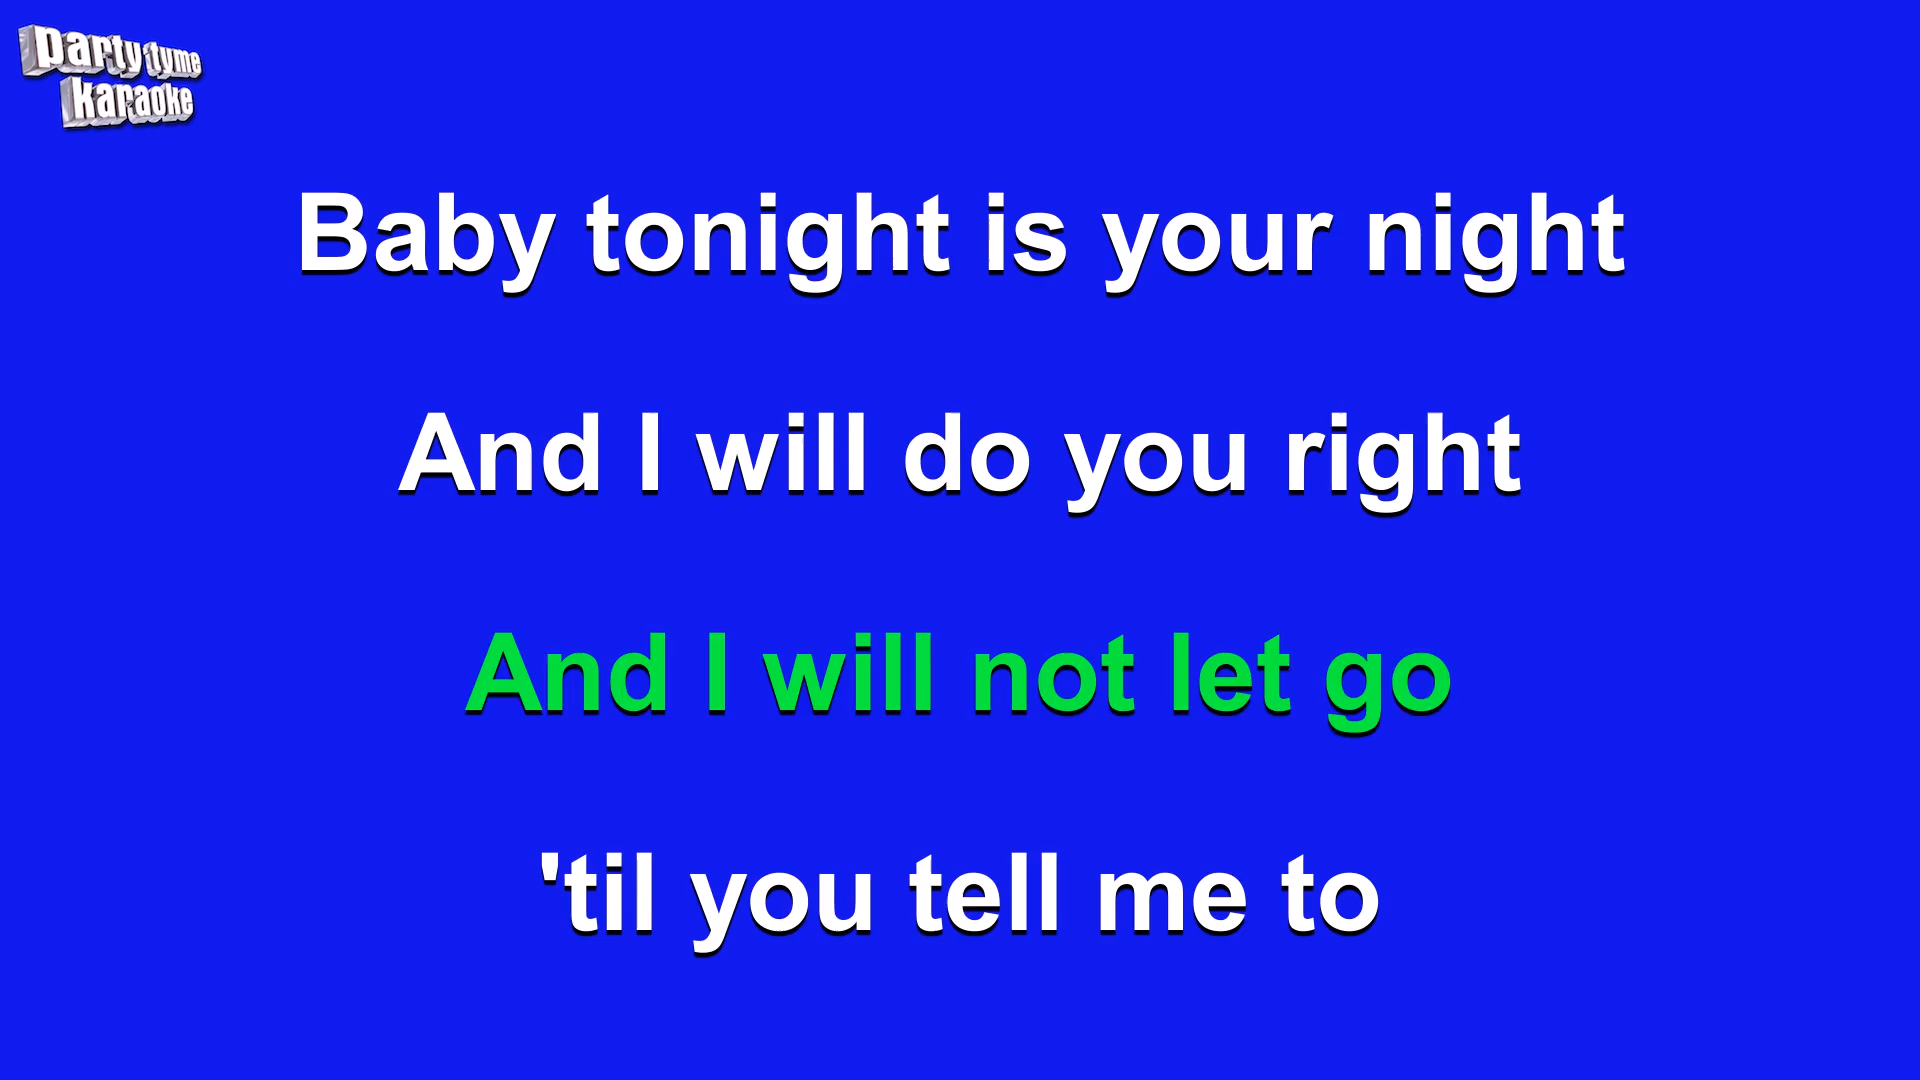 party tyme
karaoke
Baby tonight is your night
And I will do you right
And I will not let go
'til you tell me to